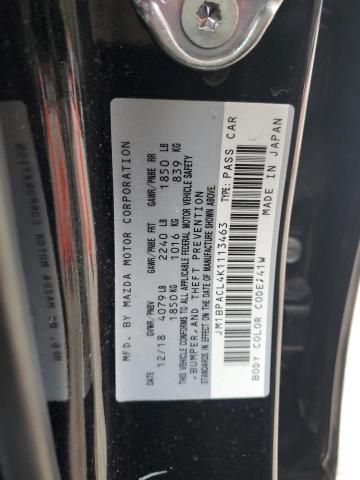 MFD. BY MAZDA MOTOR CORPORATION
DATE GVWR/PNBV GAWR/PNBE FRT GAWR/PNBE RR
12/18 4079 LB 2240 LB 1850 LB
1850 KG 1016 KG 839 KG
THIS VEHICLE CONFORMS TO ALL APPLICABLE FEDERAL MOTOR VEHICLE SAFETY
,BUMPER,AND THEFT PREVENTION
STANDARDS IN EFFECT ON THE DATE OF MANUFACTURE SHOWN ABOVE.
JM1BPACL4K1113463 TYPE: PASS CAR
BODY COLOR CODE:41W MADE IN JAPAN